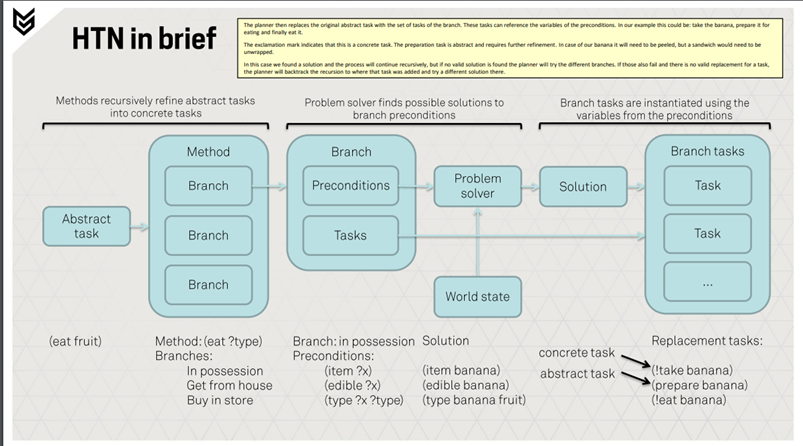 HTN in brief
The planner then replaces the original abstract task with the set of tasks of the branch. These tasks can reference the variables of the preconditions. In our example this could be: take the banana, prepare it for
eating and finally eat it.
The exclamation mark indicates that this is a concrete task. The preparation task is abstract and requires further refinement. In case of our banana it will need to be peeled, but a sandwich would need to be
unwrapped.
In this case we found a solution and the process will continue recursively, but if no valid solution is found the planner will try the different branches. If those also fail and there is no valid replacement for a task,
the planner will backtrack the recursion to where that task was added and try a different solution there.
Methods recursively refine abstract tasks
into concrete tasks
Problem solver finds possible solutions to
branch preconditions
Branch tasks are instantiated using the
variables from the preconditions
Abstract
task
Method
Branch
Branch
Branch
Branch
Preconditions
Tasks
Problem
solver
World state
Solution
Branch tasks
Task
Task
...
(eat fruit)
Method: (eat ?type)
Branches:
In possession
Get from house
Buy in store
Branch: in possession
Preconditions:
(item ?x)
(edible ?x)
(type ?x ?type)
Solution
(item banana)
(edible banana)
(type banana fruit)
concrete task
abstract task
Replacement tasks:
(!take banana)
(prepare banana)
(!eat banana)